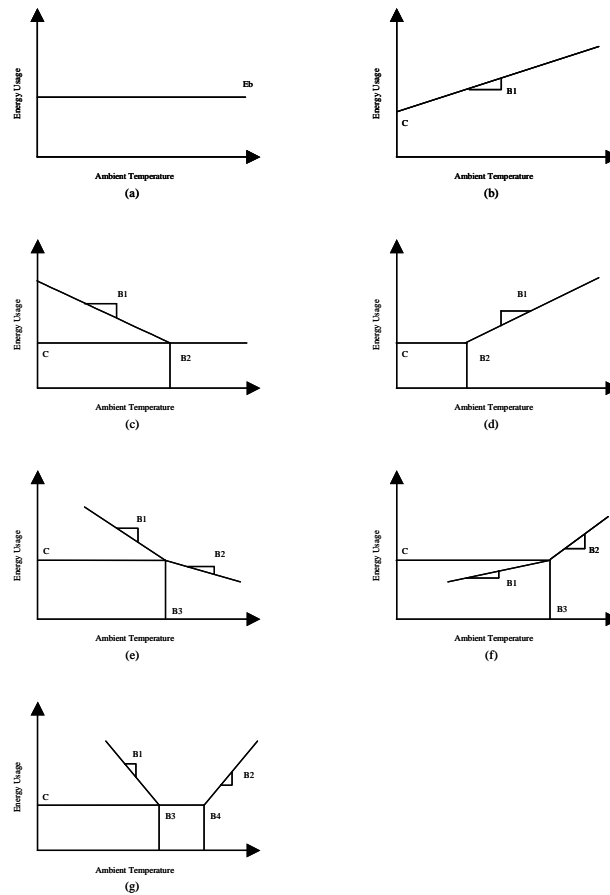 Energy Usage
Eb
Ambient Temperature
(a)
Energy Usage
B1
C
Ambient Temperature
(b)
Energy Usage
B1
C
B2
Ambient Temperature
(c)
Energy Usage
B1
C
B2
Ambient Temperature
(d)
Energy Usage
B1
B2
C
B3
Ambient Temperature
(e)
Energy Usage
B2
C
B1
B3
Ambient Temperature
(f)
Energy Usage
B1
B2
C
B3
B4
Ambient Temperature
(g)